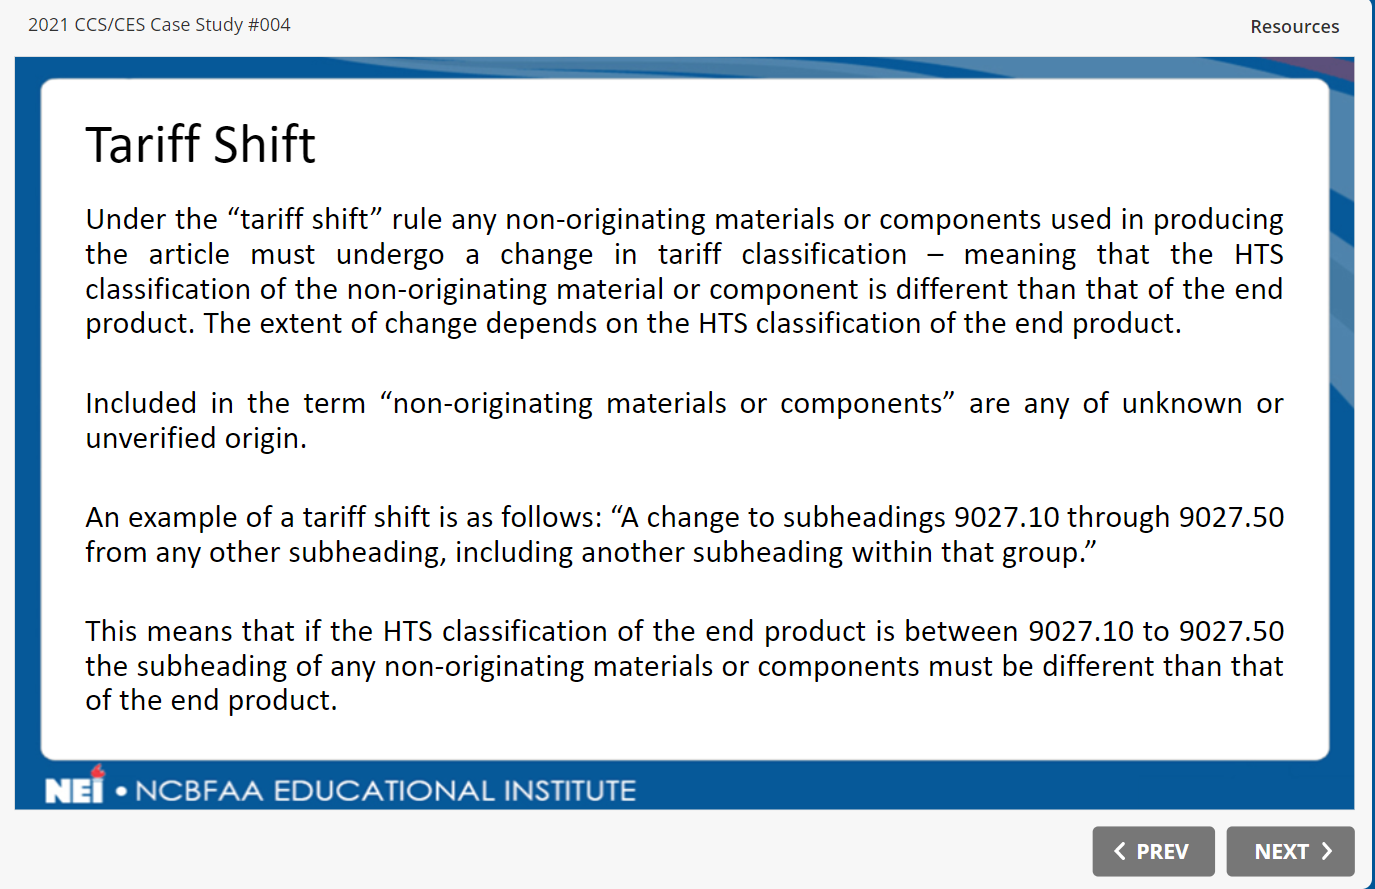 2021 CCS/CES Case Study #004
Resources
Tariff Shift
Under the “tariff shift” rule any non-originating materials or components used in producing
the article must undergo a change in tariff classification – meaning that the HTS
classification of the non-originating material or component is different than that of the end
product. The extent of change depends on the HTS classification of the end product.
Included in the term “non-originating materials or components” are any of unknown or
unverified origin.
An example of a tariff shift is as follows: “A change to subheadings 9027.10 through 9027.50
from any other subheading, including another subheading within that group.”
This means that if the HTS classification of the end product is between 9027.10 to 9027.50
the subheading of any non-originating materials or components must be different than that
of the end product.
NEi • NCBFAA EDUCATIONAL INSTITUTE
PREV
NEXT